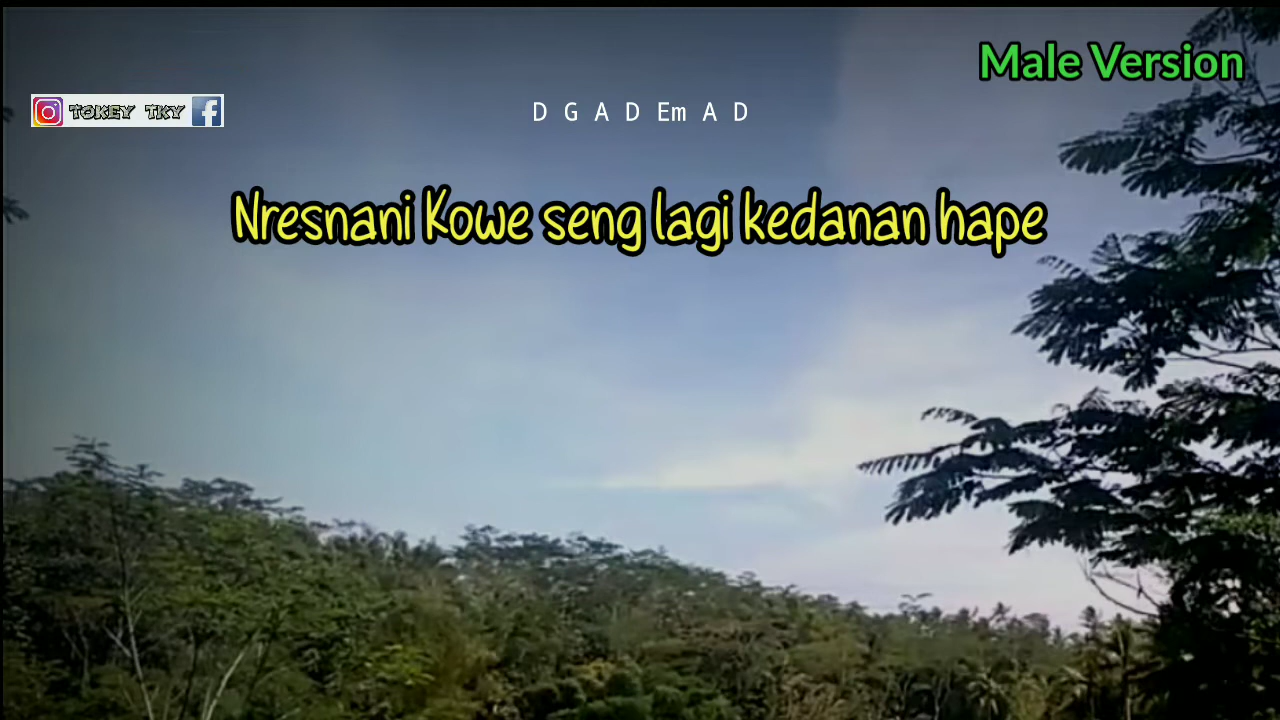 Male Version
TOKEY TKY
D G A D Em A D
Nresnani Kowe seng lagi kedanan hape